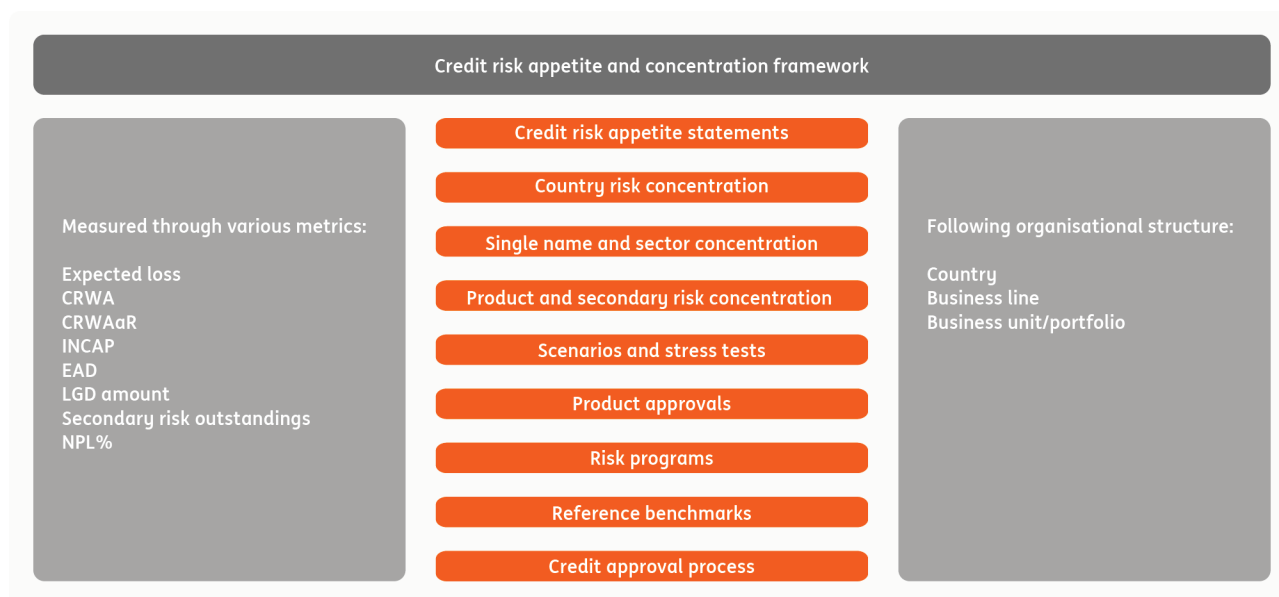 Credit risk appetite and concentration framework
Measured through various metrics:
Expected loss
CRWA
CRWAaR
INCAP
EAD
LGD amount
Secondary risk outstandings
NPL%
Credit risk appetite statements
Country risk concentration
Single name and sector concentration
Product and secondary risk concentration
Scenarios and stress tests
Product approvals
Risk programs
Reference benchmarks
Credit approval process
Following organisational structure:
Country
Business line
Business unit/portfolio